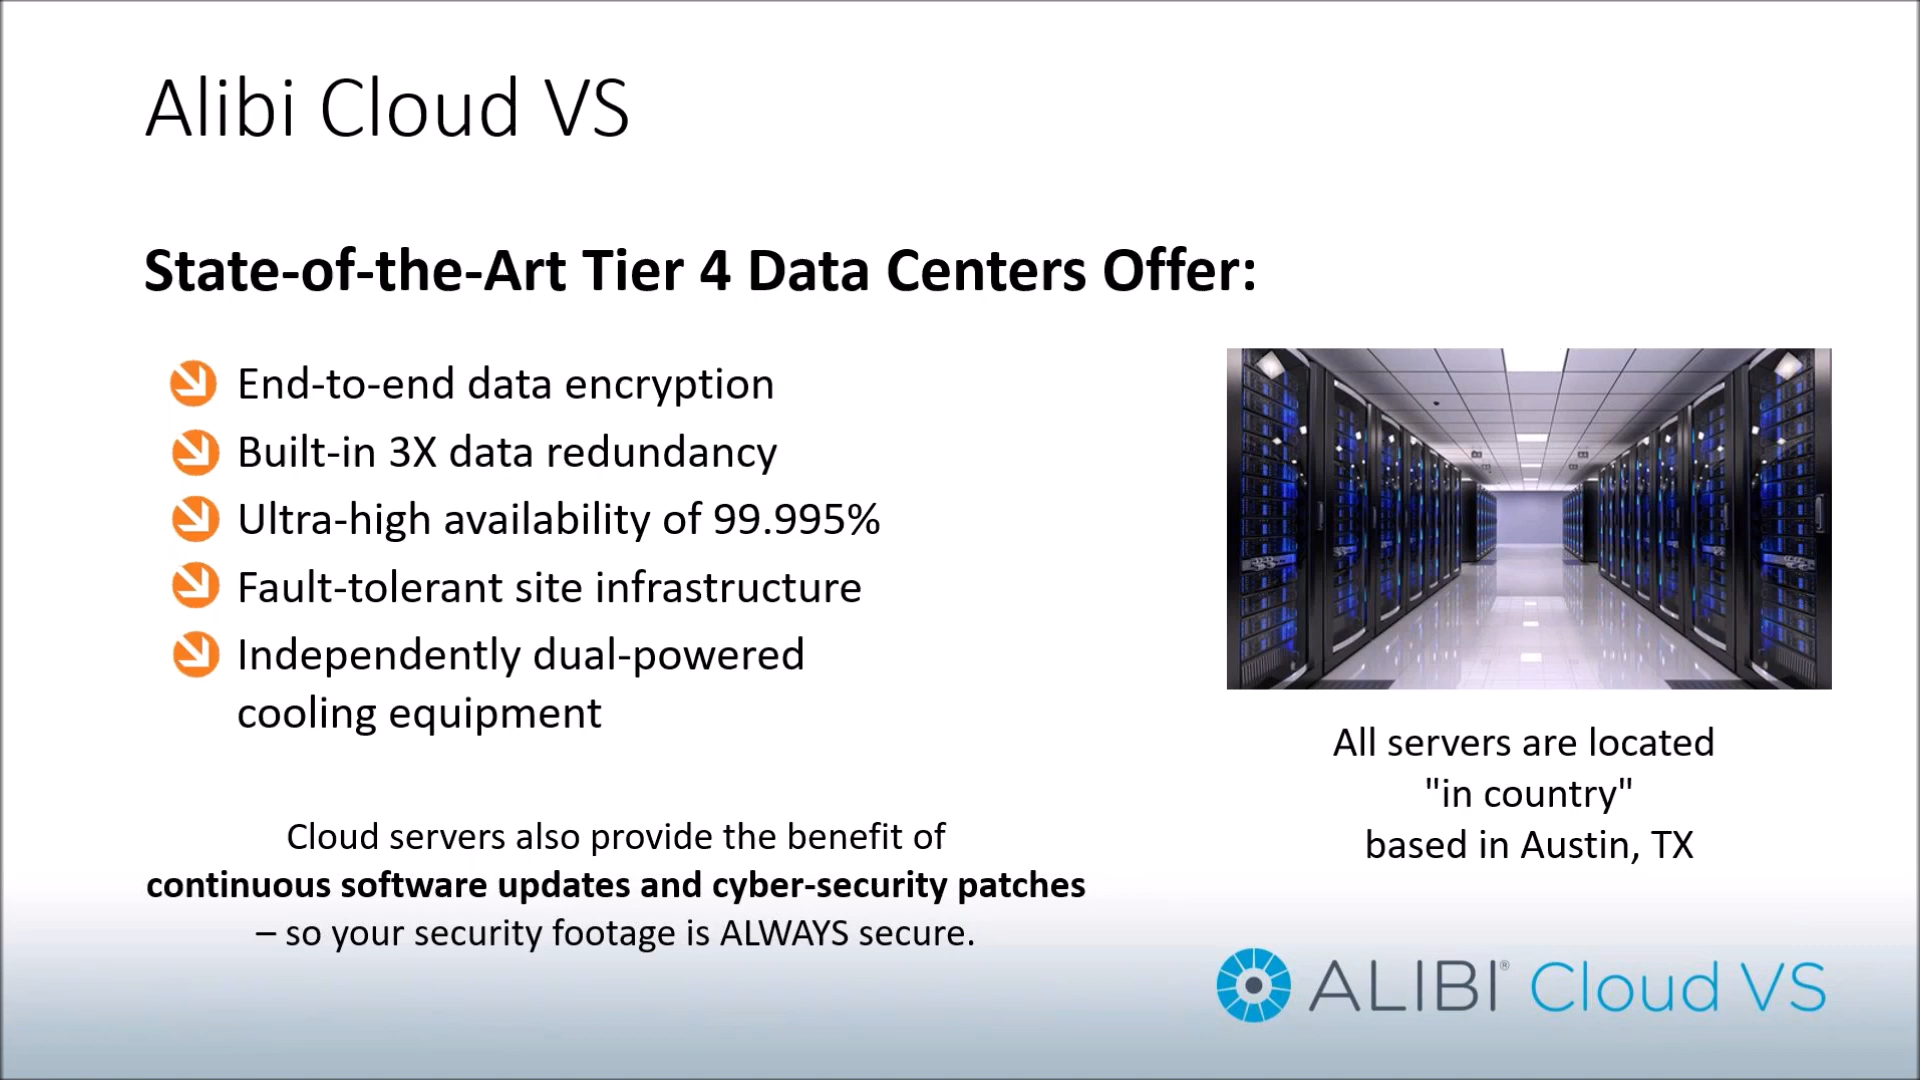 Alibi Cloud VS
State-of-the-Art Tier 4 Data Centers Offer:
End-to-end data encryption
Built-in 3X data redundancy
Ultra-high availability of 99.995%
Fault-tolerant site infrastructure
Independently dual-powered
cooling equipment
Cloud servers also provide the benefit of
continuous software updates and cyber-security patches
– so your security footage is ALWAYS secure.
All servers are located
"in country"
based in Austin, TX
ALIBI® Cloud VS